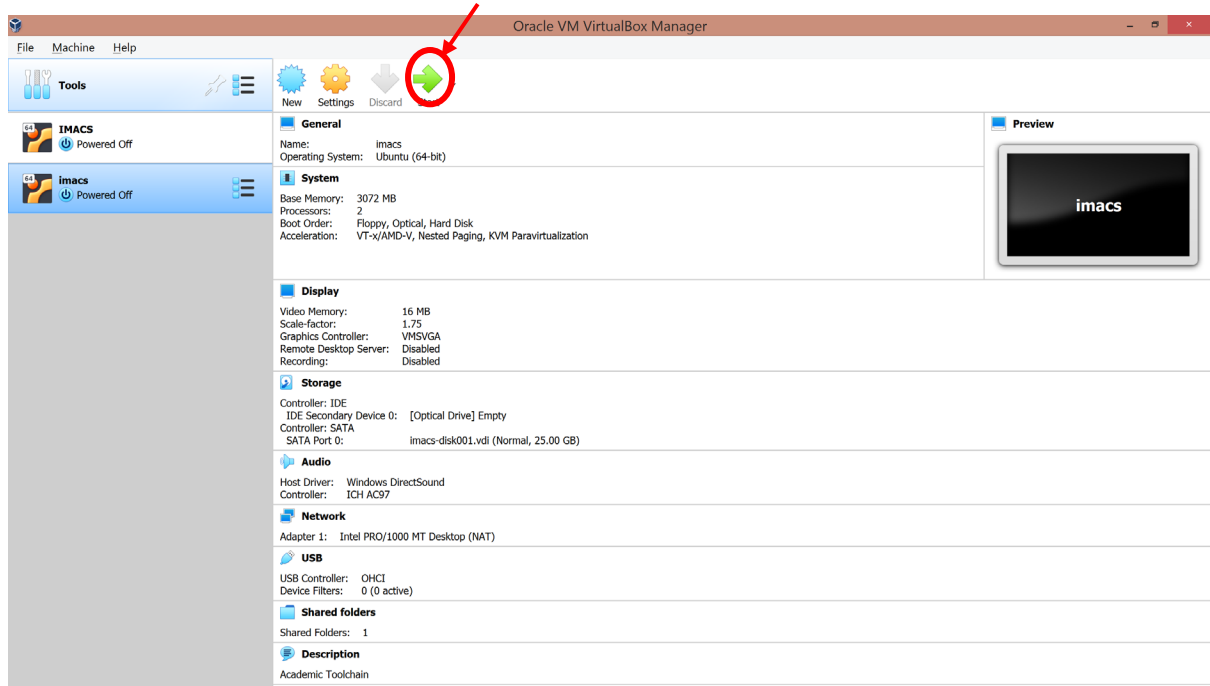 Oracle VM VirtualBox Manager
File Machine Help
Tools
New Settings Discard Start
64
IMACS
Powered Off
64
imacs
Powered Off
General
Name: imacs
Operating System: Ubuntu (64-bit)
Preview
imacs
System
Base Memory: 3072 MB
Processors: 2
Boot Order: Floppy, Optical, Hard Disk
Acceleration: VT-x/AMD-V, Nested Paging, KVM Paravirtualization
Display
Video Memory: 16 MB
Scale-factor: 1.75
Graphics Controller: VMSVGA
Remote Desktop Server: Disabled
Recording: Disabled
Storage
Controller: IDE
IDE Secondary Device 0: [Optical Drive] Empty
Controller: SATA
SATA Port 0: imacs-disk001.vdi (Normal, 25.00 GB)
Audio
Host Driver: Windows DirectSound
Controller: ICH AC97
Network
Adapter 1: Intel PRO/1000 MT Desktop (NAT)
USB
USB Controller: OHCI
Device Filters: 0 (0 active)
Shared folders
Shared Folders: 1
Description
Academic Toolchain